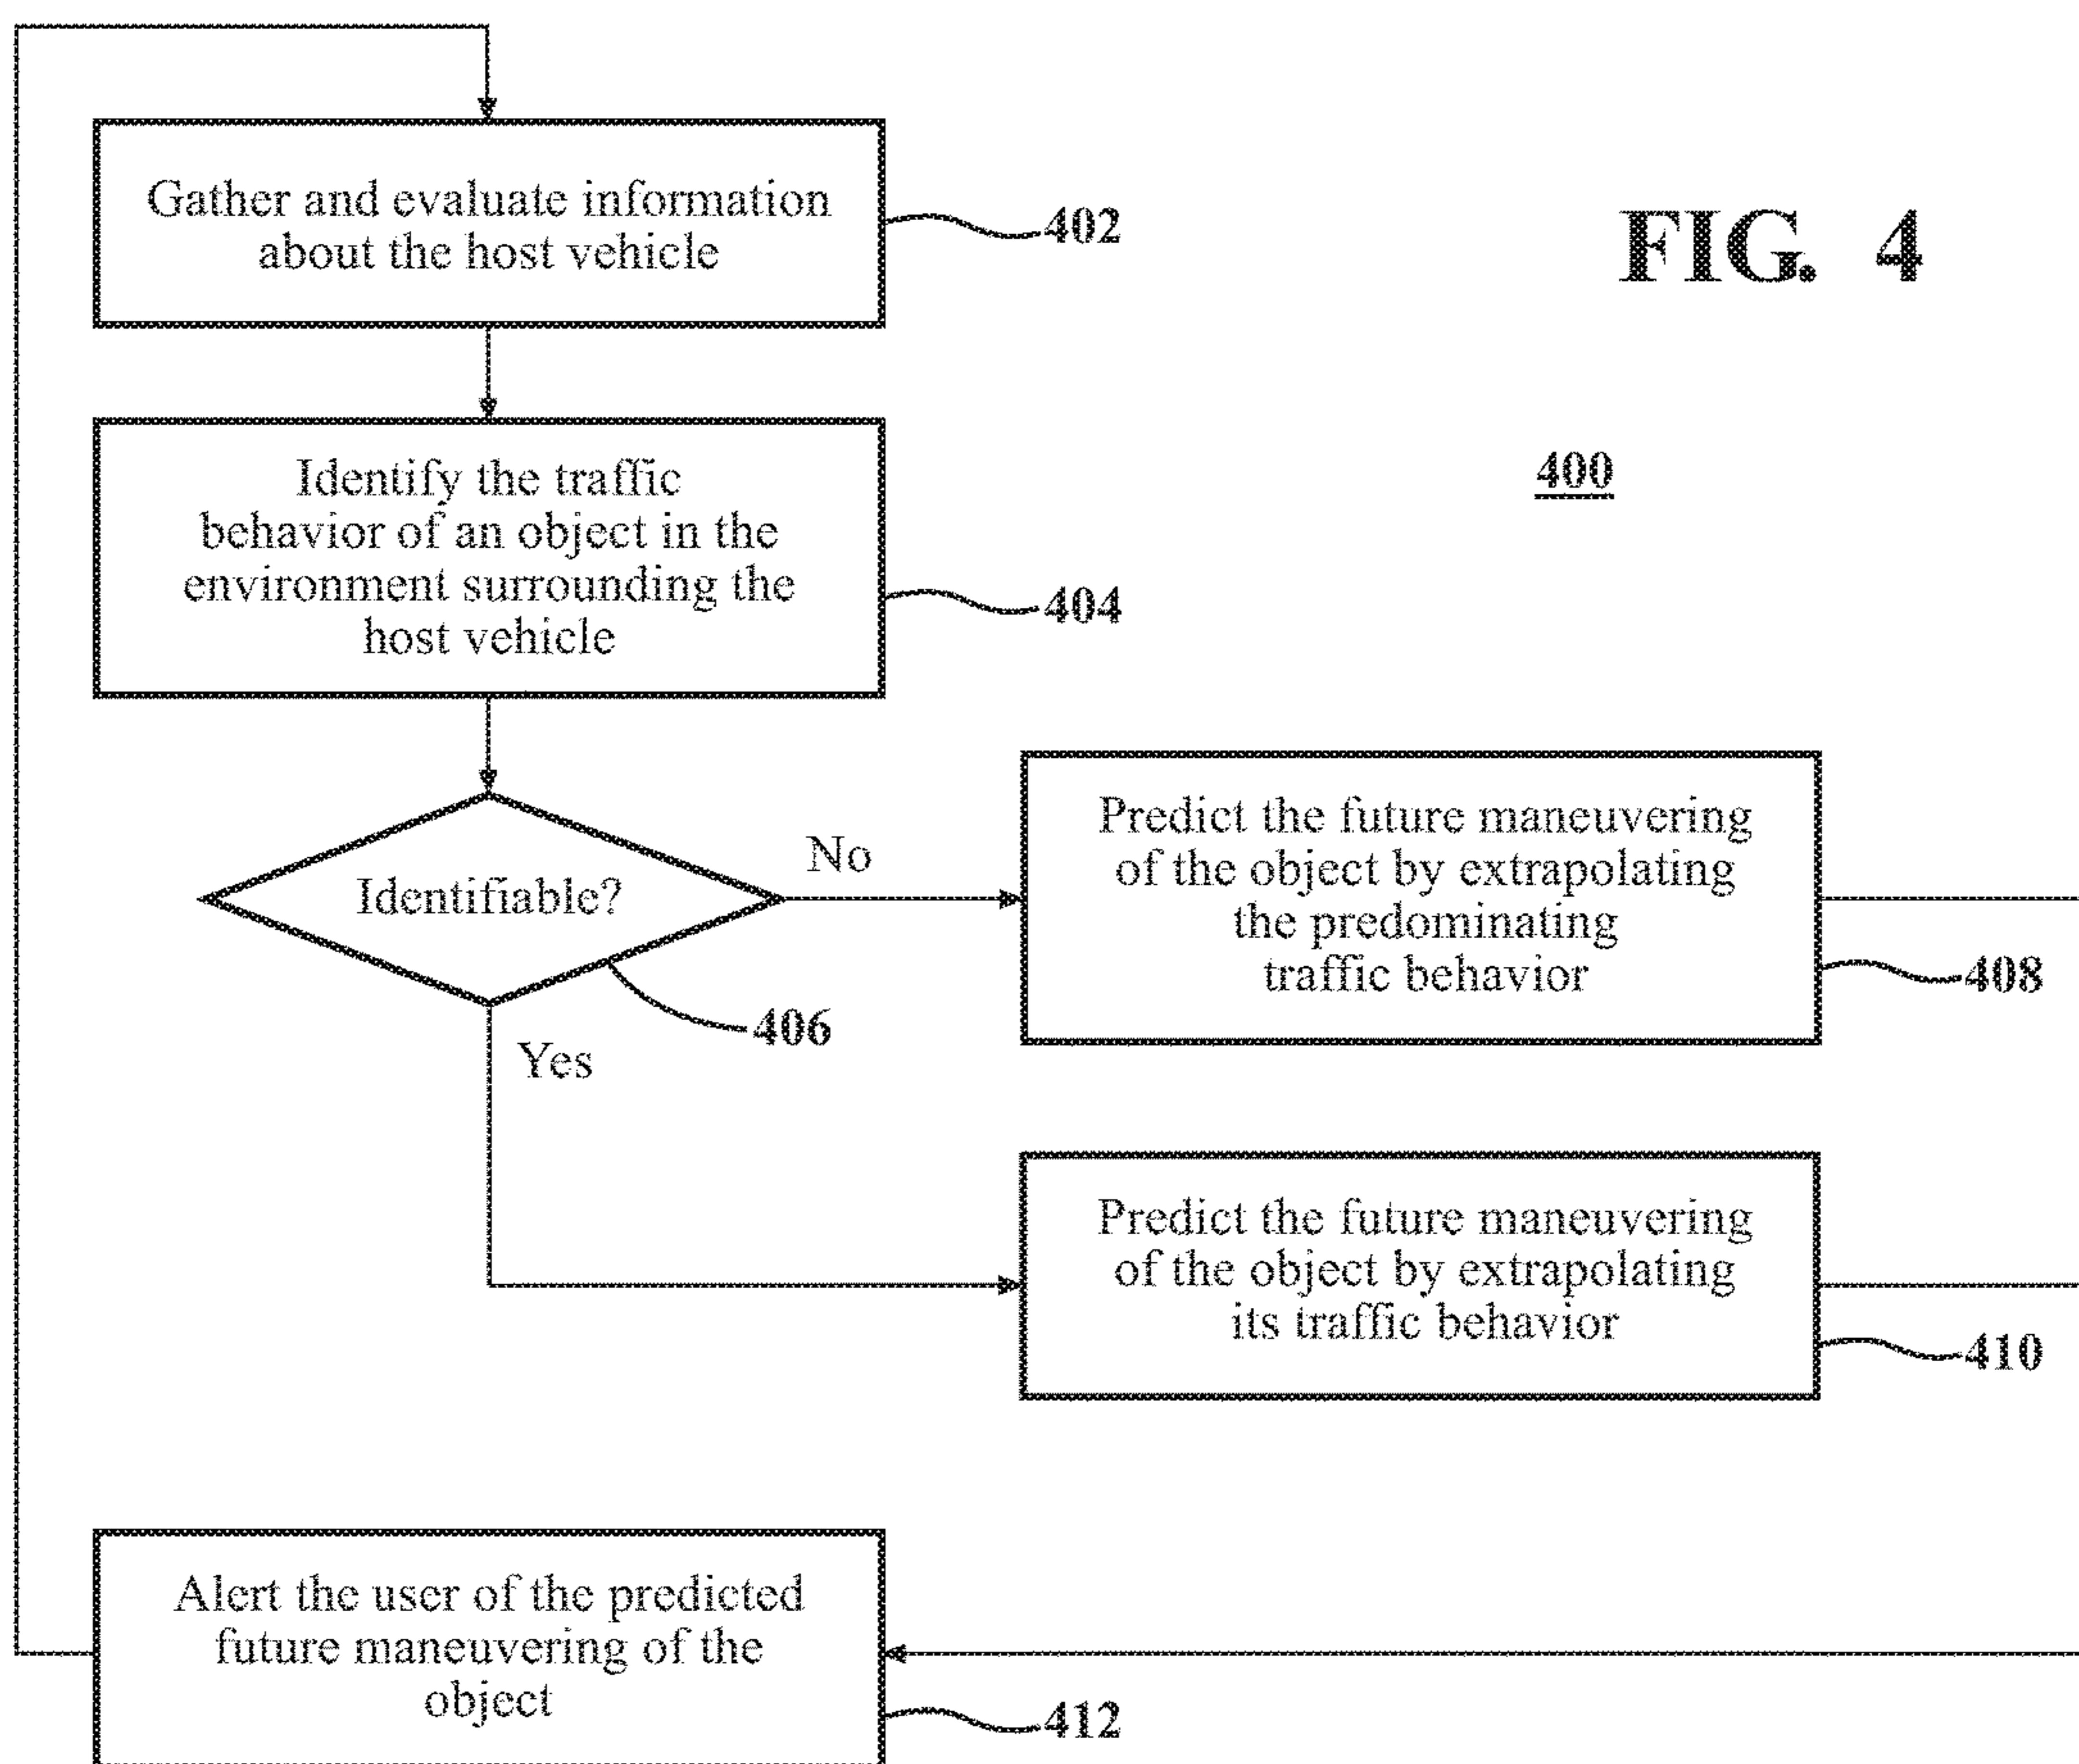 Gather and evaluate information
about the host vehicle
402
FIG. 4
Identify the traffic
behavior of an object in the
environment surrounding the
host vehicle
404
400
Identifiable?
No
Yes
406
Predict the future maneuvering
of the object by extrapolating
the predominating
traffic behavior
408
Predict the future maneuvering
of the object by extrapolating
its traffic behavior
410
Alert the user of the predicted
future maneuvering of the
object
412